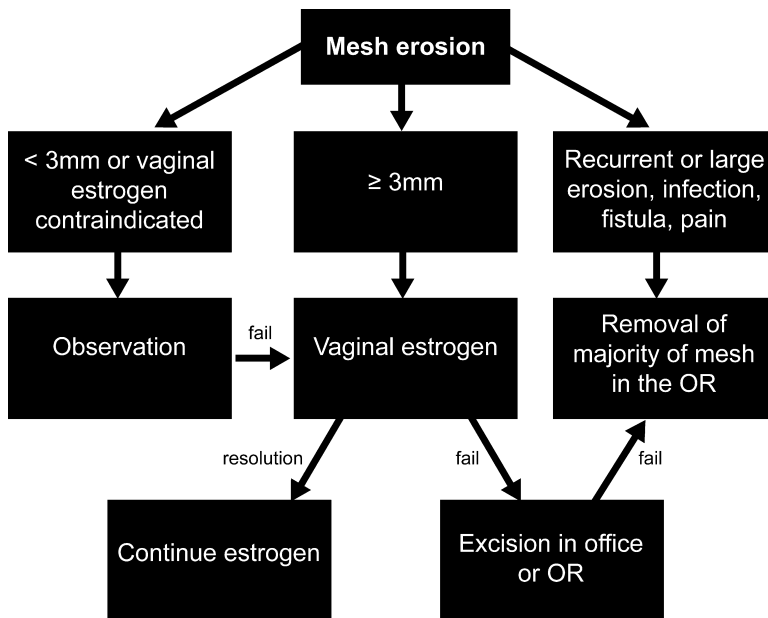 Mesh erosion
< 3mm or vaginal
estrogen
contraindicated
≥ 3mm
Recurrent or large
erosion, infection,
fistula, pain
Observation
fail
Vaginal estrogen
Removal of
majority of mesh
in the OR
resolution
fail
fail
Continue estrogen
Excision in office
or OR